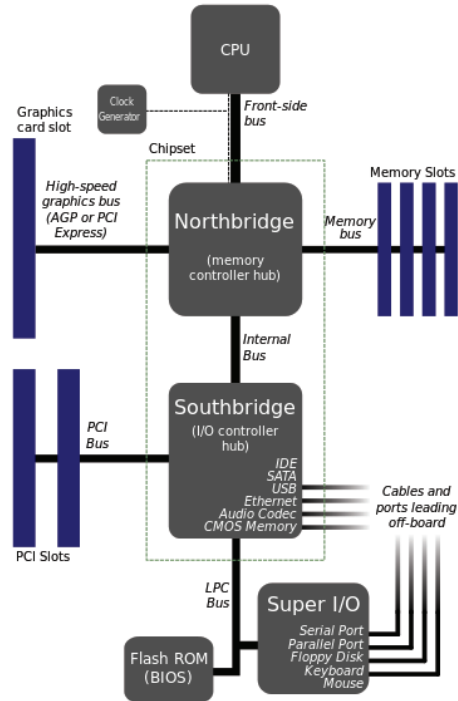 CPU
Clock
Generator
Front-side
bus
Graphics
card slot
Chipset
High-speed
graphics bus
(AGP or PCI
Express)
Northbridge
(memory
controller hub)
Memory
bus
Memory Slots
Internal
Bus
Southbridge
(I/O controller
hub)
PCI
Bus
IDE
SATA
USB
Ethernet
Audio Codec
CMOS Memory
Cables and
ports leading
off-board
PCI Slots
LPC
Bus
Super I/O
Serial Port
Parallel Port
Floppy Disk
Keyboard
Mouse
Flash ROM
(BIOS)